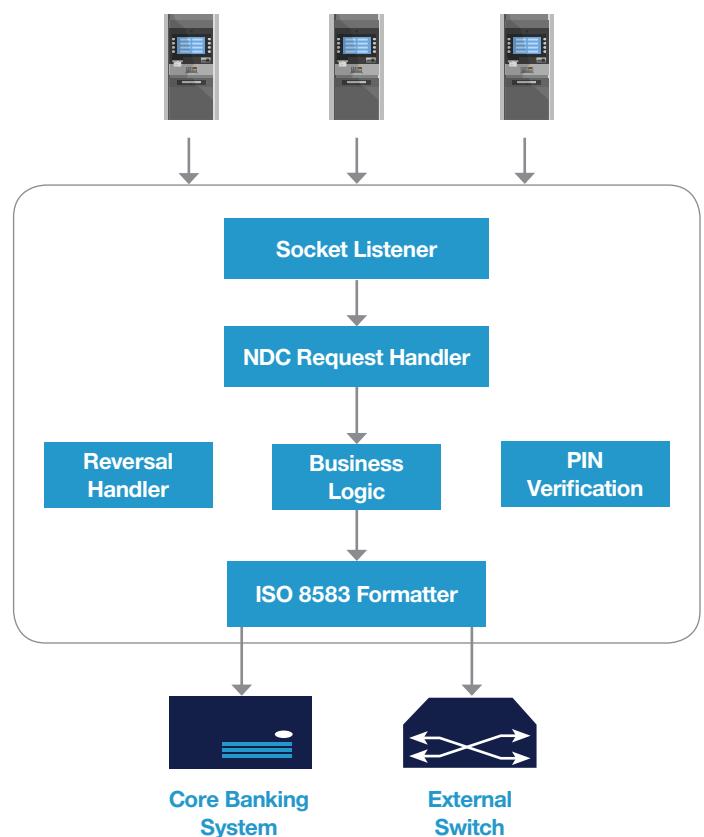 Socket Listener
NDC Request Handler
Reversal
Handler
Business
Logic
PIN
Verification
ISO 8583 Formatter
Core Banking
System
External
Switch